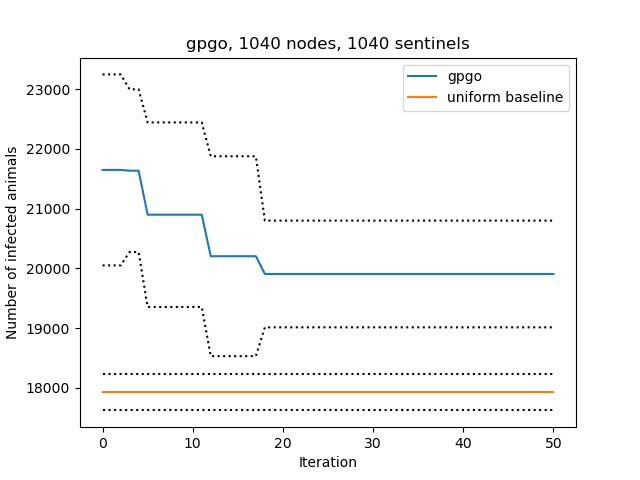 gpgo, 1040 nodes, 1040 sentinels
gpgo
uniform baseline
Number of infected animals
23000
22000
21000
20000
19000
18000
0 10 20 30 40 50
Iteration